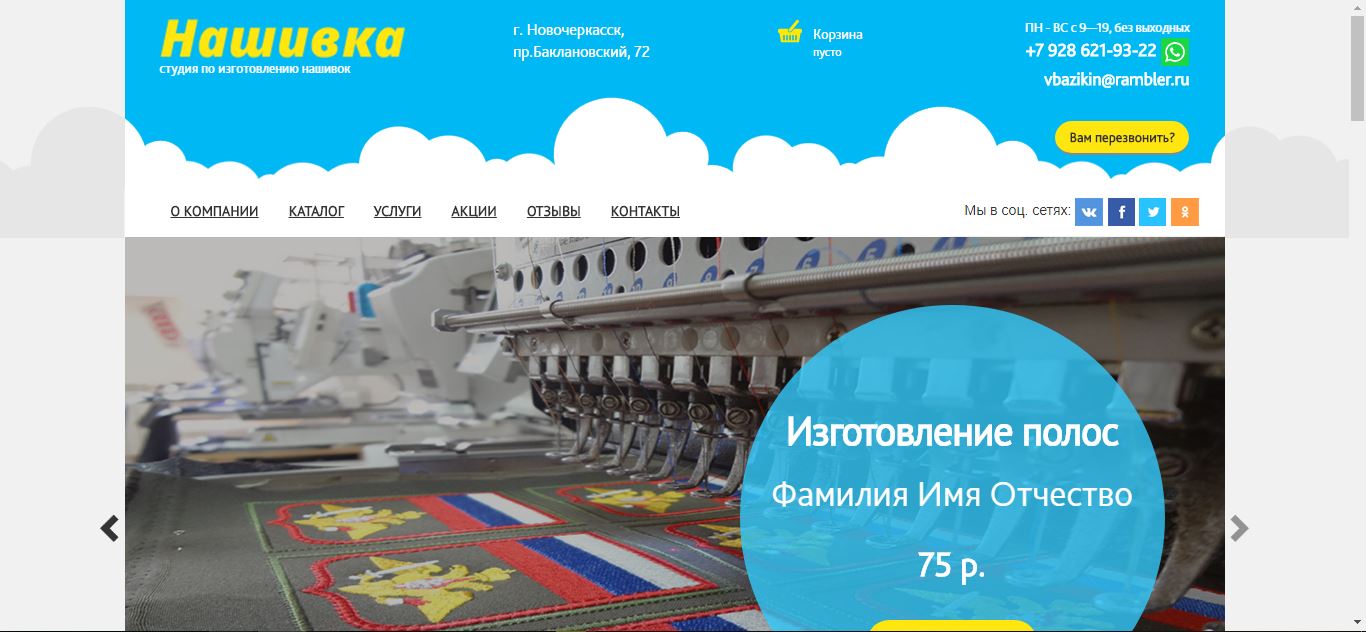 Нашивка
студия по изготовлению нашивок
г. Новочеркасск,
пр.Баклановский, 72
Корзина
пусто
ПН - ВС с 9—19, без выходных
+7 928 621-93-22
vbazikin@rambler.ru
Вам перезвонить?
О КОМПАНИИ КАТАЛОГ УСЛУГИ АКЦИИ ОТЗЫВЫ КОНТАКТЫ
Мы в соц. сетях:
Изготовление полос
Фамилия Имя Отчество
75 р.